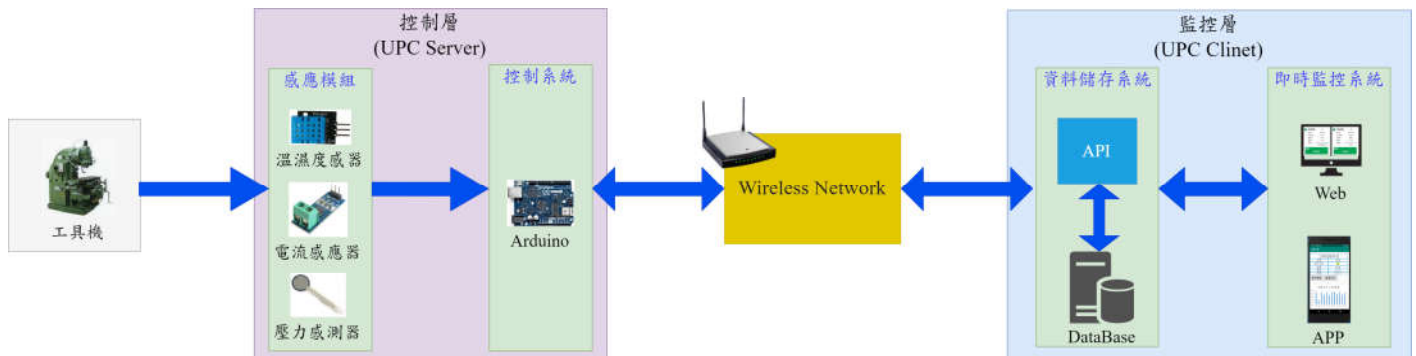 控制層
(UPC Server)
監控層
(UPC Clinet)
感應模組
控制系統
資料儲存系統
即時監控系統
溫濕度感器
電流感應器
壓力感測器
工具機
Arduino
Wireless Network
API
DataBase
Web
APP